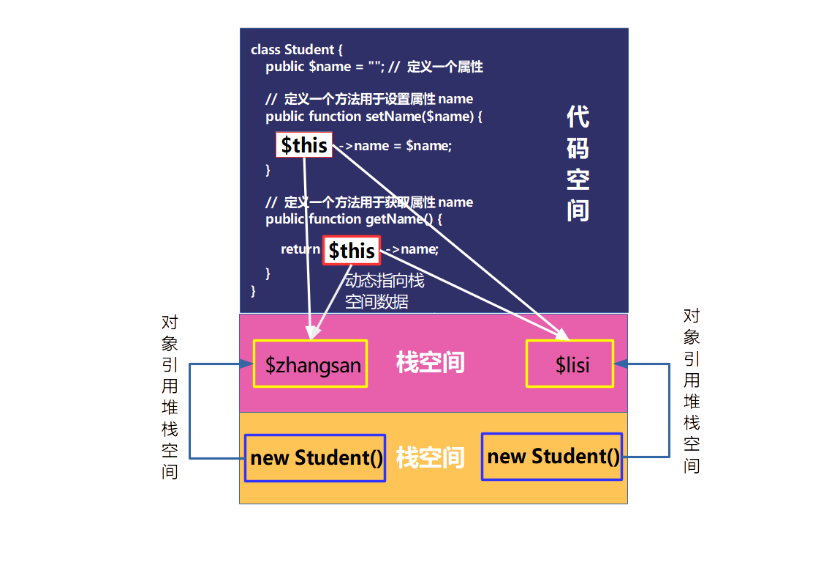 class Student {
public $name = ""; // 定义一个属性
// 定义一个方法用于设置属性 name
public function setName($name) {
$this ->name = $name;
}
// 定义一个方法用于获取属性 name
public function getName() {
return $this ->name;
}
}
代码空间
动态指向栈
空间数据
对象引用堆栈空间
$zhangsan
栈空间
$lisi
对象引用堆栈空间
new Student()
栈空间
new Student()